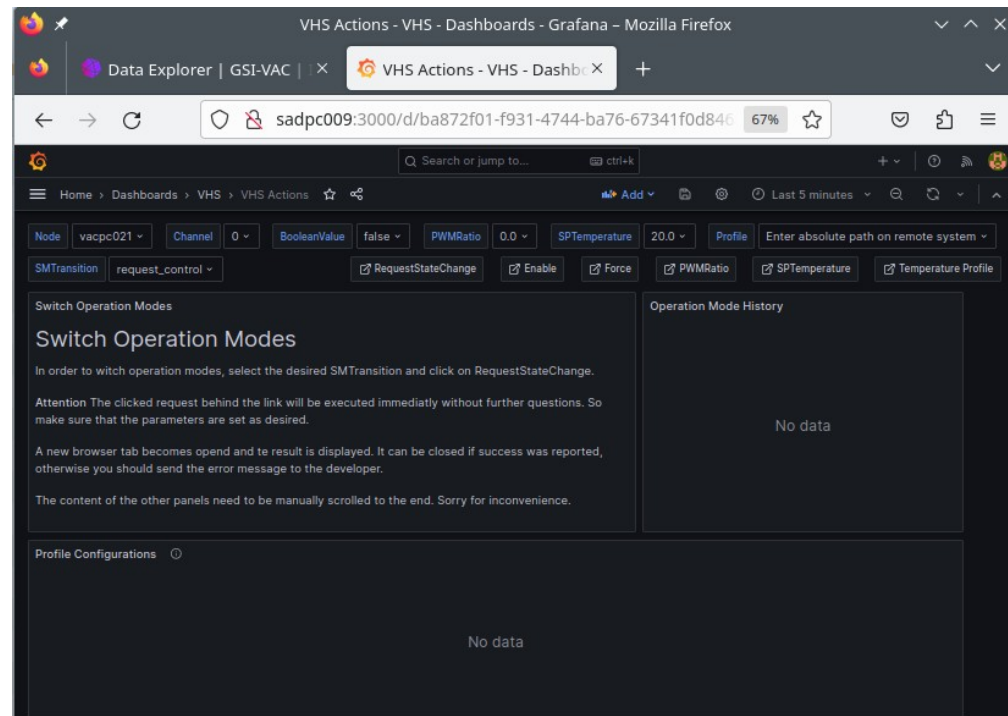 VHS Actions - VHS - Dashboards - Grafana – Mozilla Firefox
Data Explorer | GSI-VAC |
VHS Actions - VHS - Dashbo
sadpc009:3000/d/ba872f01-f931-4744-ba76-67341f0d846
67%
Search or jump to...
ctrl+k
Home › Dashboards › VHS › VHS Actions
Add
Last 5 minutes
Node vacpc021 Channel 0 BooleanValue false PWMRatio 0.0 SPTemperature 20.0 Profile Enter absolute path on remote system
SMTransition request_control RequestStateChange Enable Force PWMRatio SPTemperature Temperature Profile
Switch Operation Modes
Operation Mode History
Switch Operation Modes
In order to witch operation modes, select the desired SMTransition and click on RequestStateChange.
Attention The clicked request behind the link will be executed immediatly without further questions. So
make sure that the parameters are set as desired.
No data
A new browser tab becomes opend and te result is displayed. It can be closed if success was reported,
otherwise you should send the error message to the developer.
The content of the other panels need to be manually scrolled to the end. Sorry for inconvenience.
Profile Configurations
No data